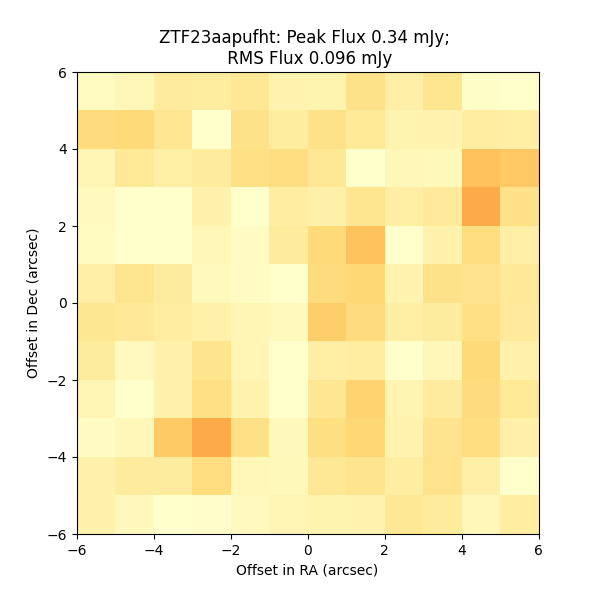 ZTF23aapufht: Peak Flux 0.34 mJy;
RMS Flux 0.096 mJy
6
4
2
0
−2
−4
−6
Offset in Dec (arcsec)
−6 −4 −2 0 2 4 6
Offset in RA (arcsec)